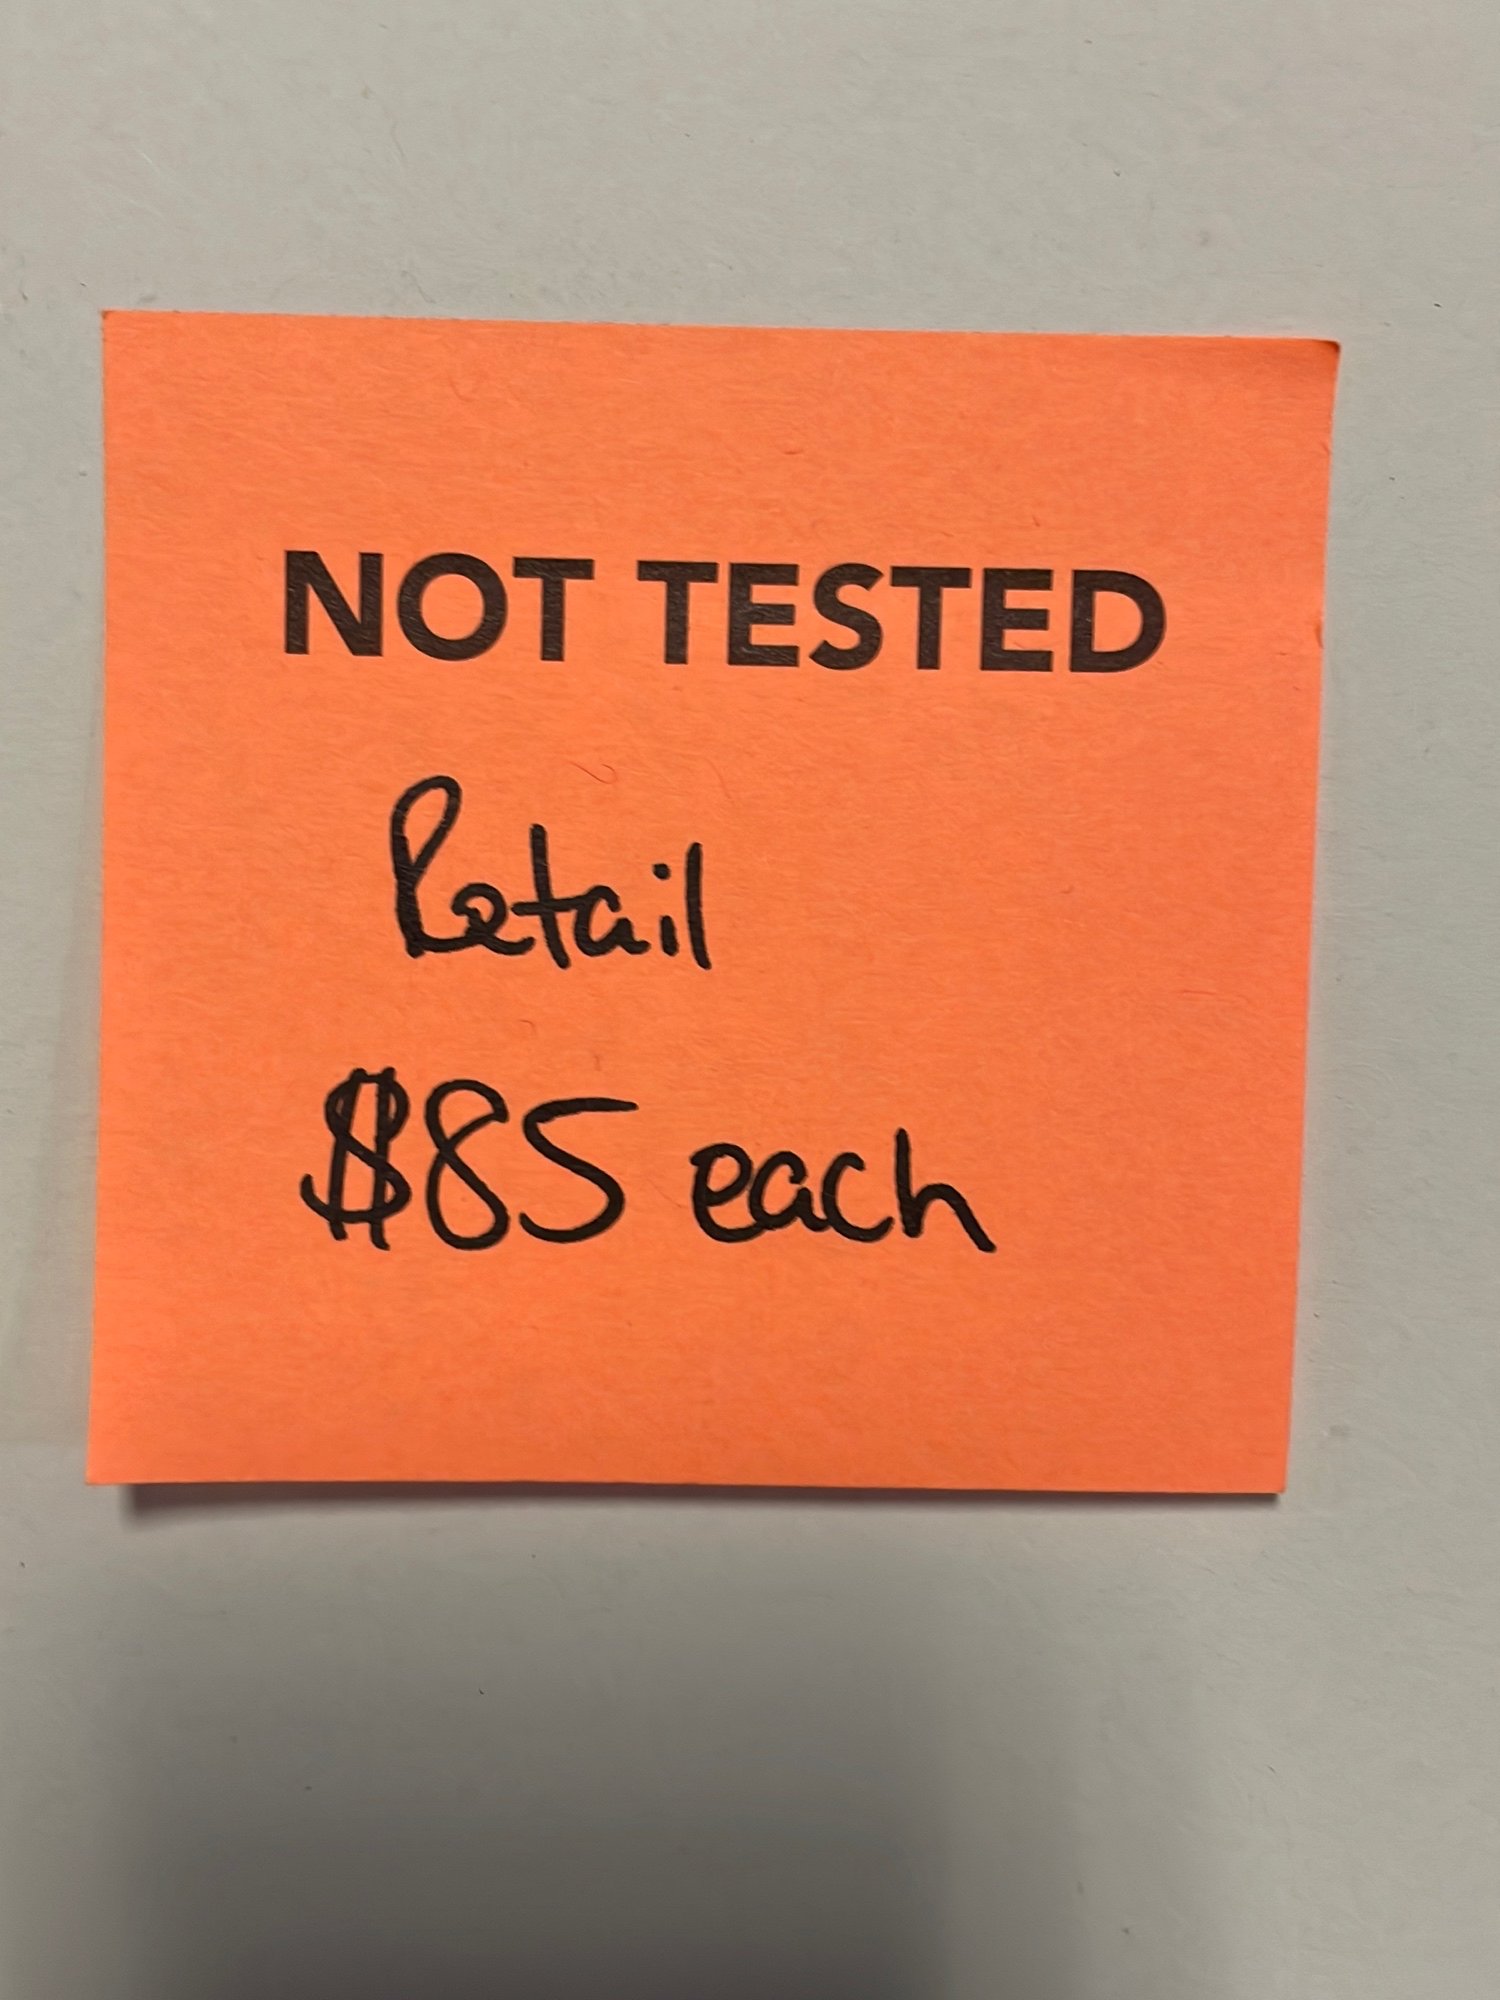 NOT TESTED
Retail
$85 each